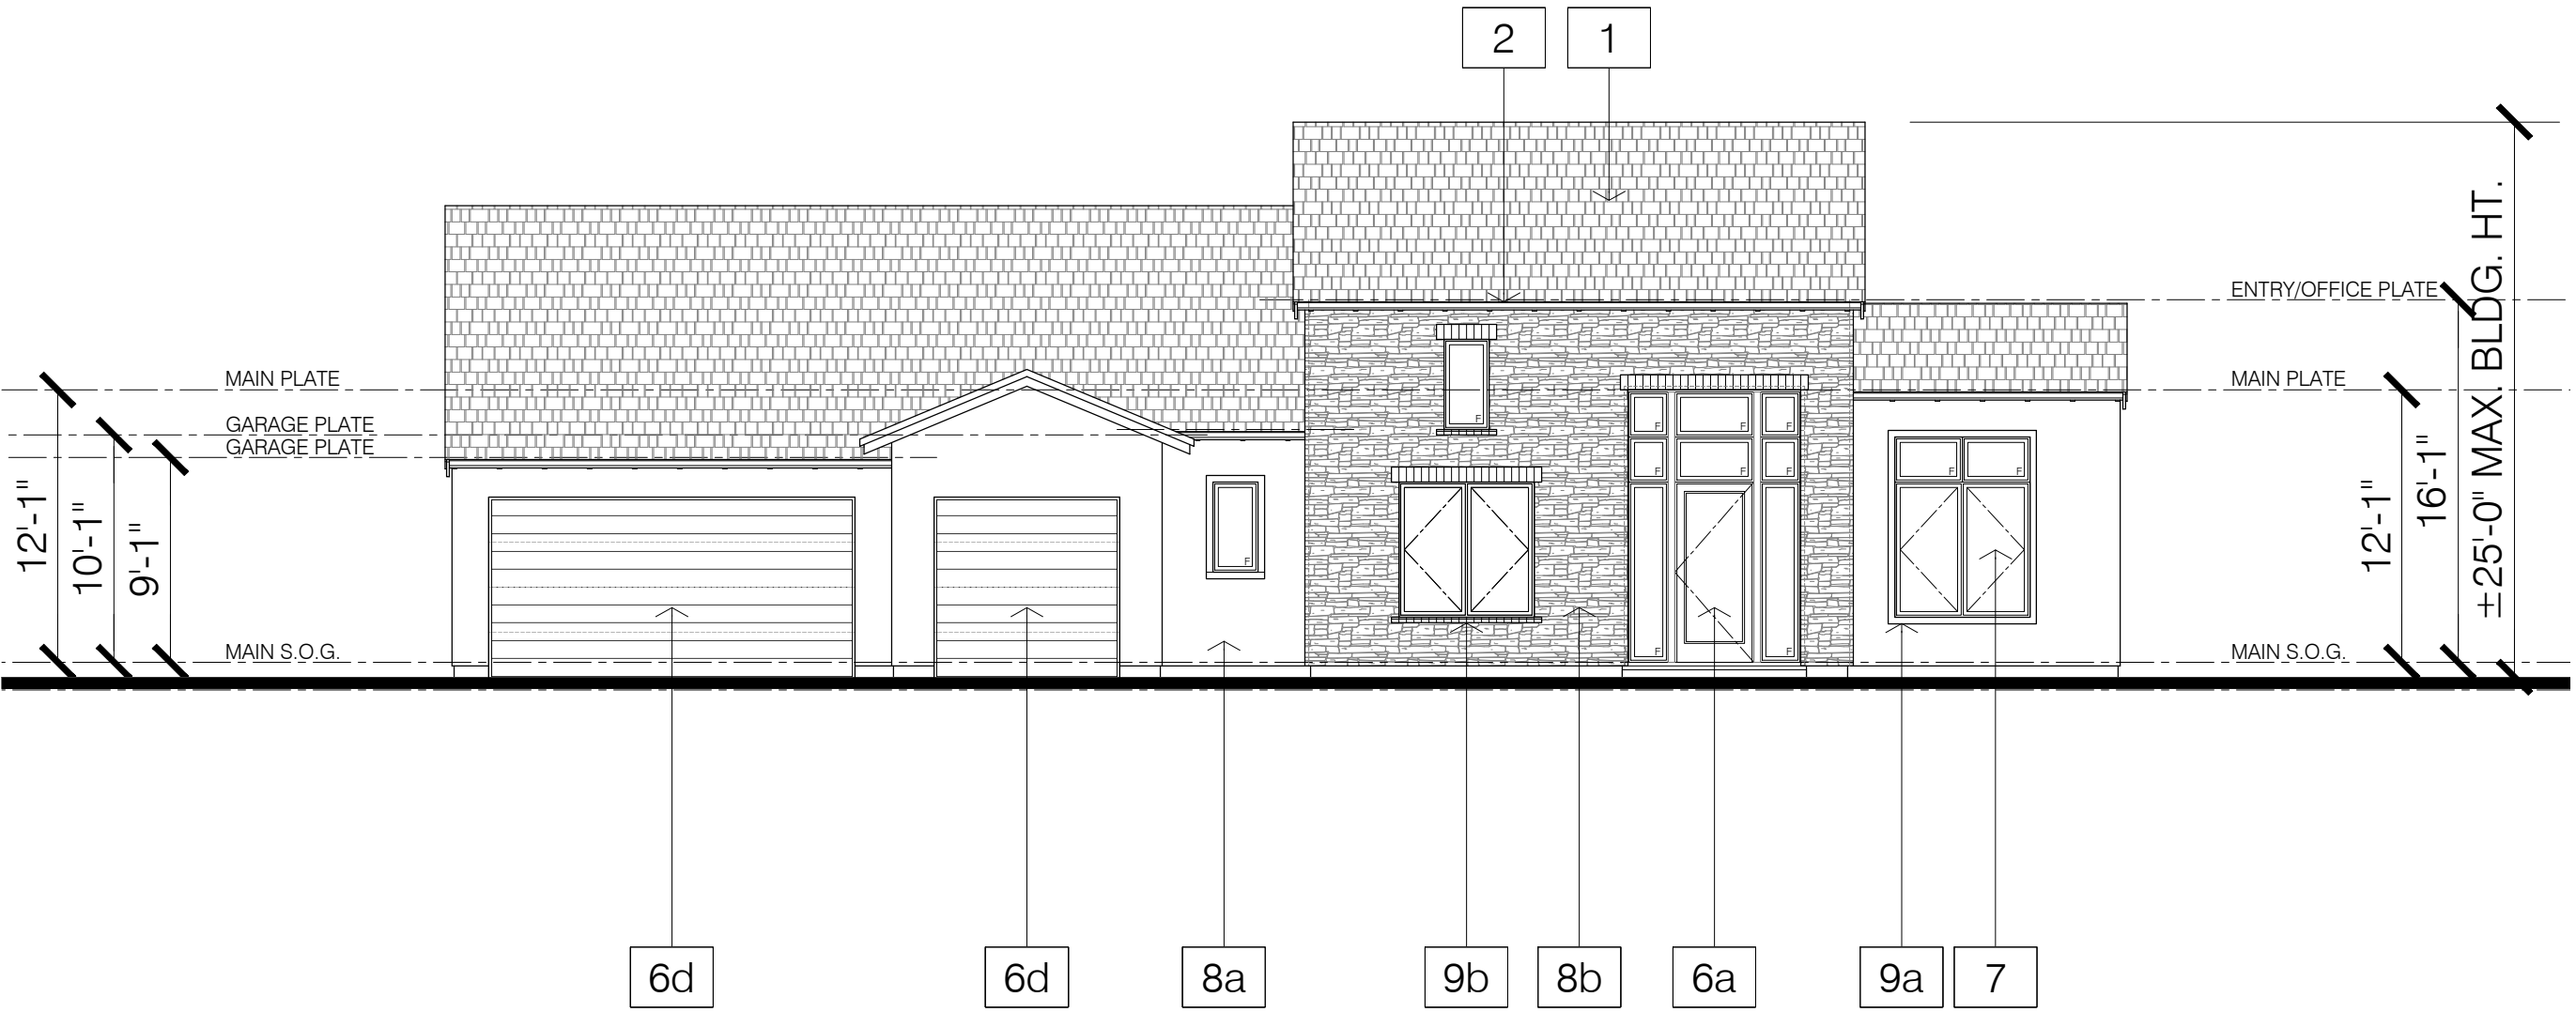 2 1
ENTRY/OFFICE PLATE
MAIN PLATE
MAIN PLATE
GARAGE PLATE
GARAGE PLATE
12'-1"
10'-1"
9'-1"
12'-1"
16'-1"
±25'-0" MAX. BLDG. HT.
F
F F F
F F F
F F
F
F F
MAIN S.O.G.
MAIN S.O.G.
6d 6d 8a 9b 8b 6a 9a 7